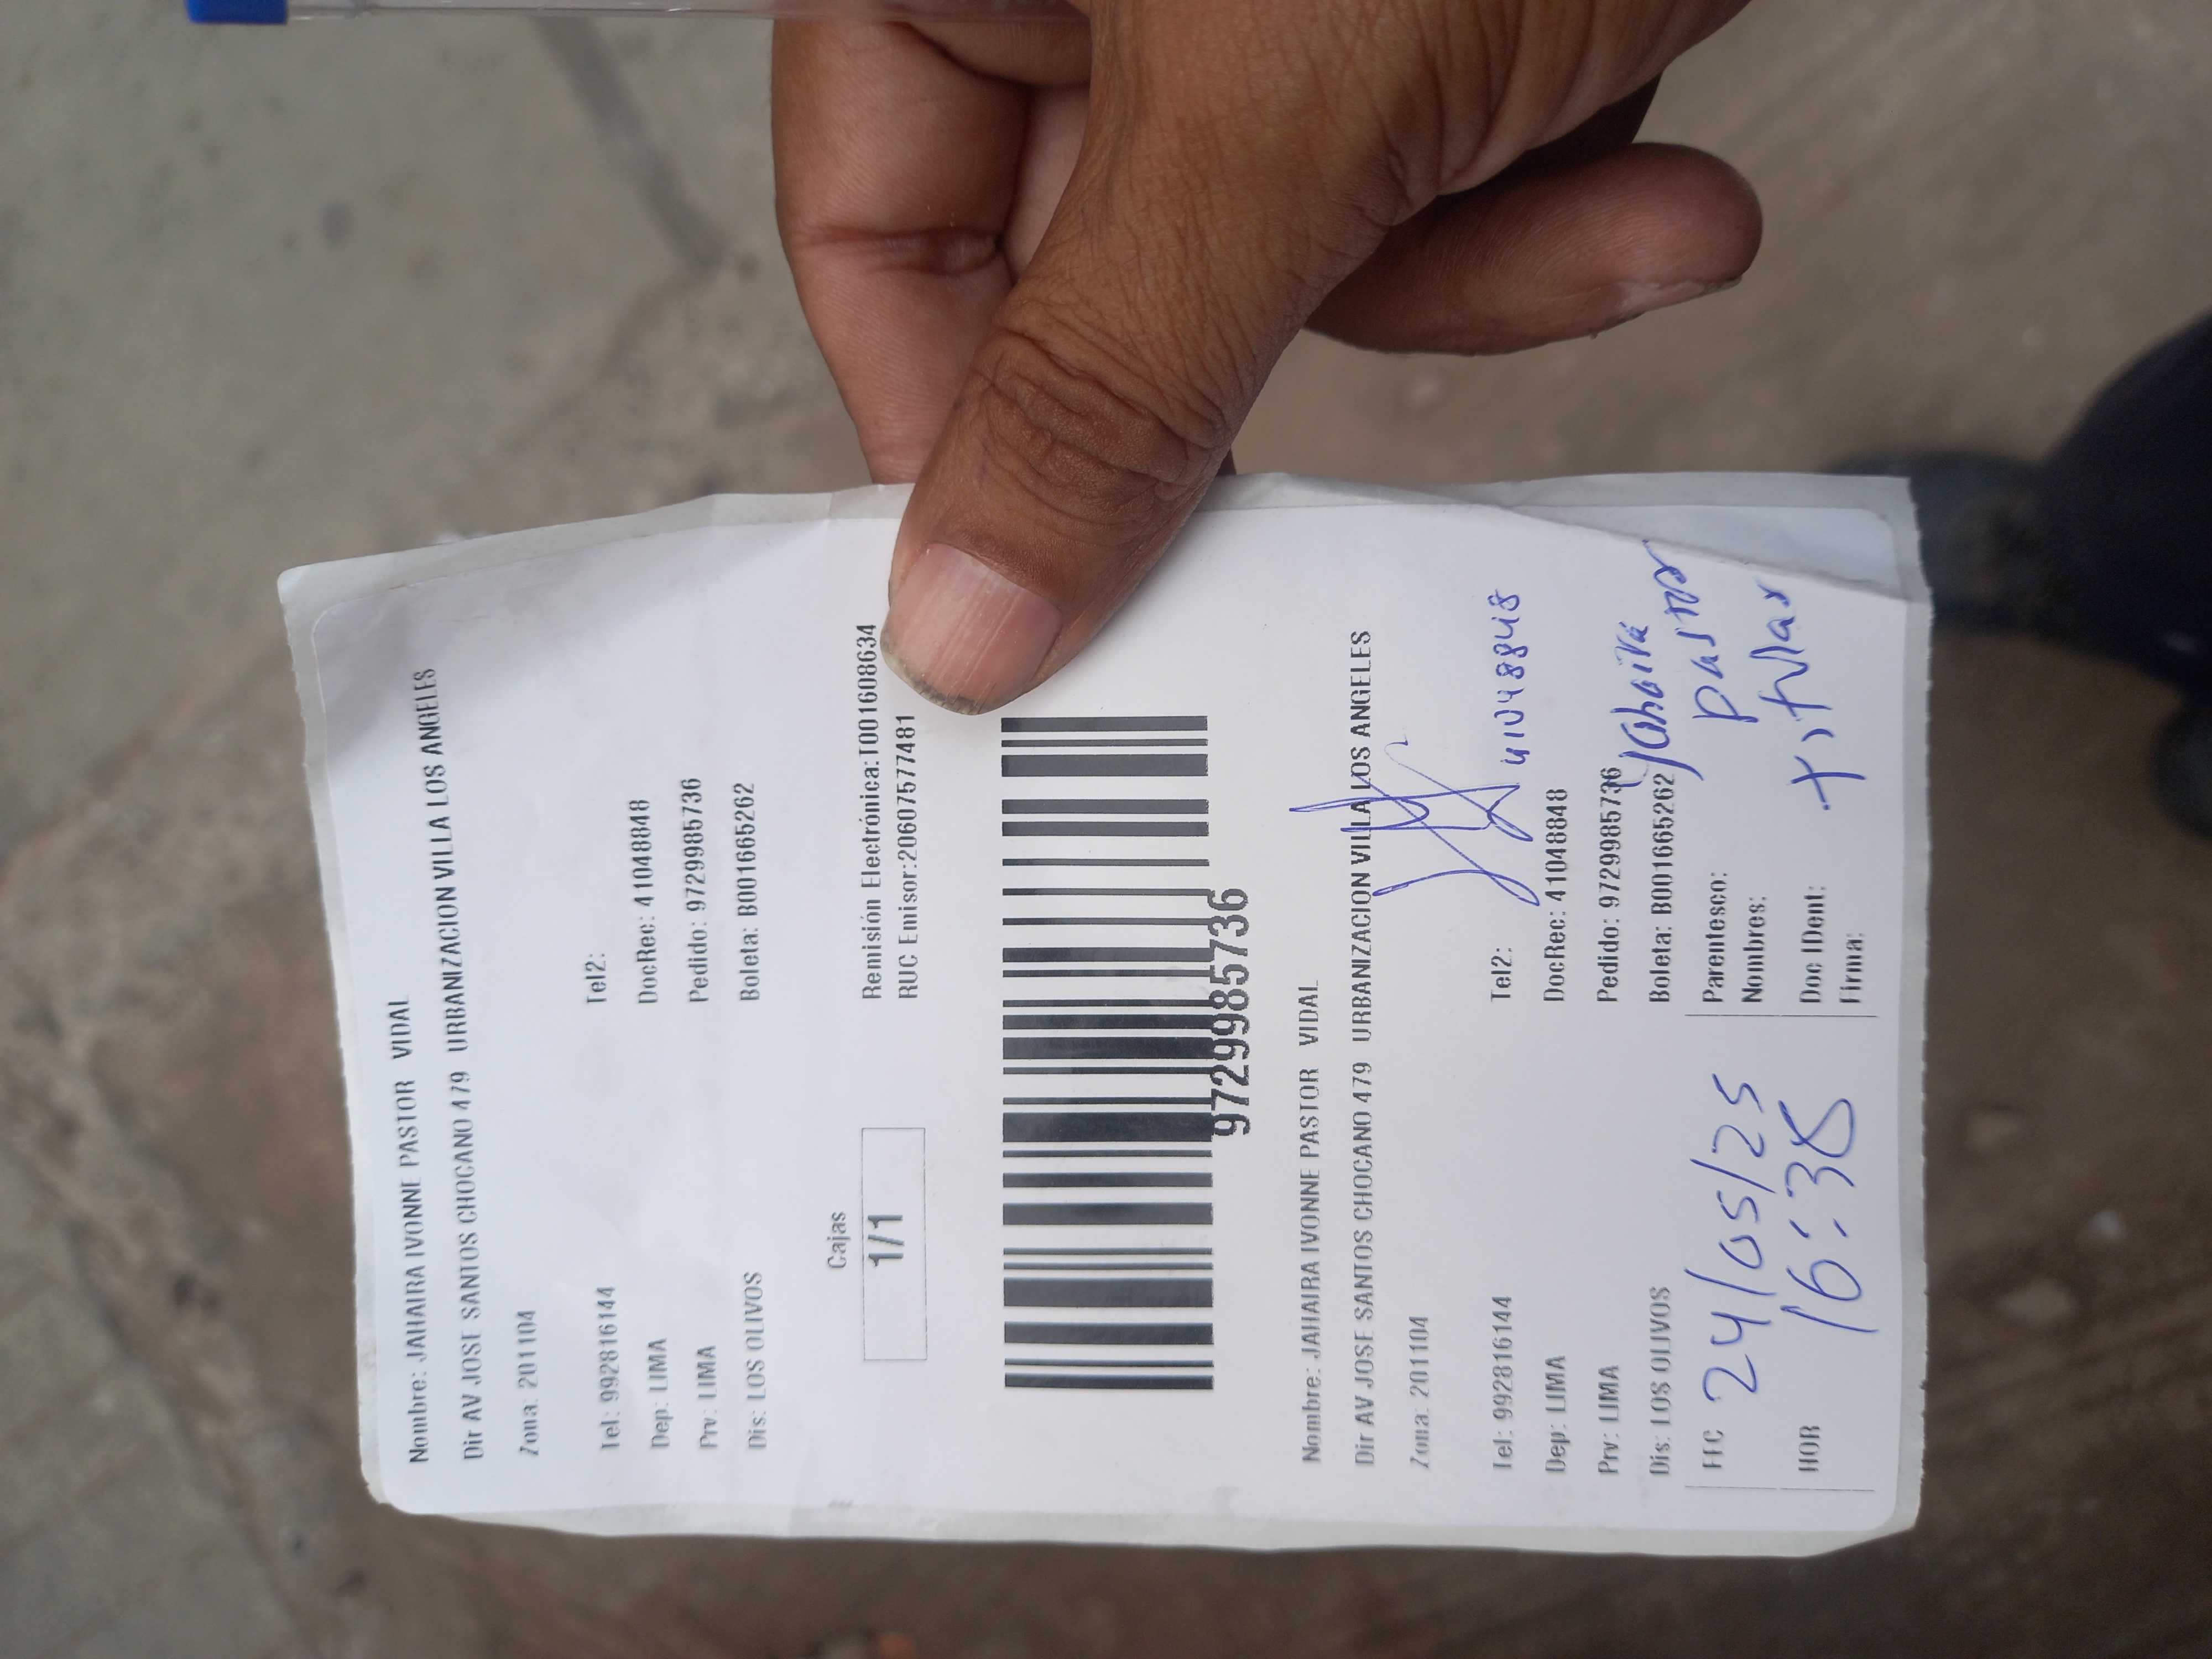 Nombre: JAHAIRA IVONNE PASTOR VIDAL
Dir AV JOSE SANTOS CHOCANO 479 URBANIZACION VILLA LOS ANGELES
Zona: 201104
Tel: 992816144 Tel2:
Dep: LIMA DocRec: 41048848
Prv: LIMA Pedido: 9729985736
Dis: LOS OLIVOS Boleta: B001665262
Cajas
1/1
Remisión Electrónica:T001608634
RUC Emisor:20607577481
9729985736
Nombre: JAHAIRA IVONNE PASTOR VIDAL
Dir AV JOSE SANTOS CHOCANO 479 URBANIZACION VILLA LOS ANGELES
Zona: 201104
Tel: 992816144 Tel2:
41048848
Dep: LIMA DocRec: 41048848
Prv: LIMA Pedido: 9729985736
Dis: LOS OLIVOS Boleta: B001665262
Jahaira
FEC 24/05/25 Parentesco: Pastor
Nombres:
HOR 16:38 Doc IDent: titular
Firma: